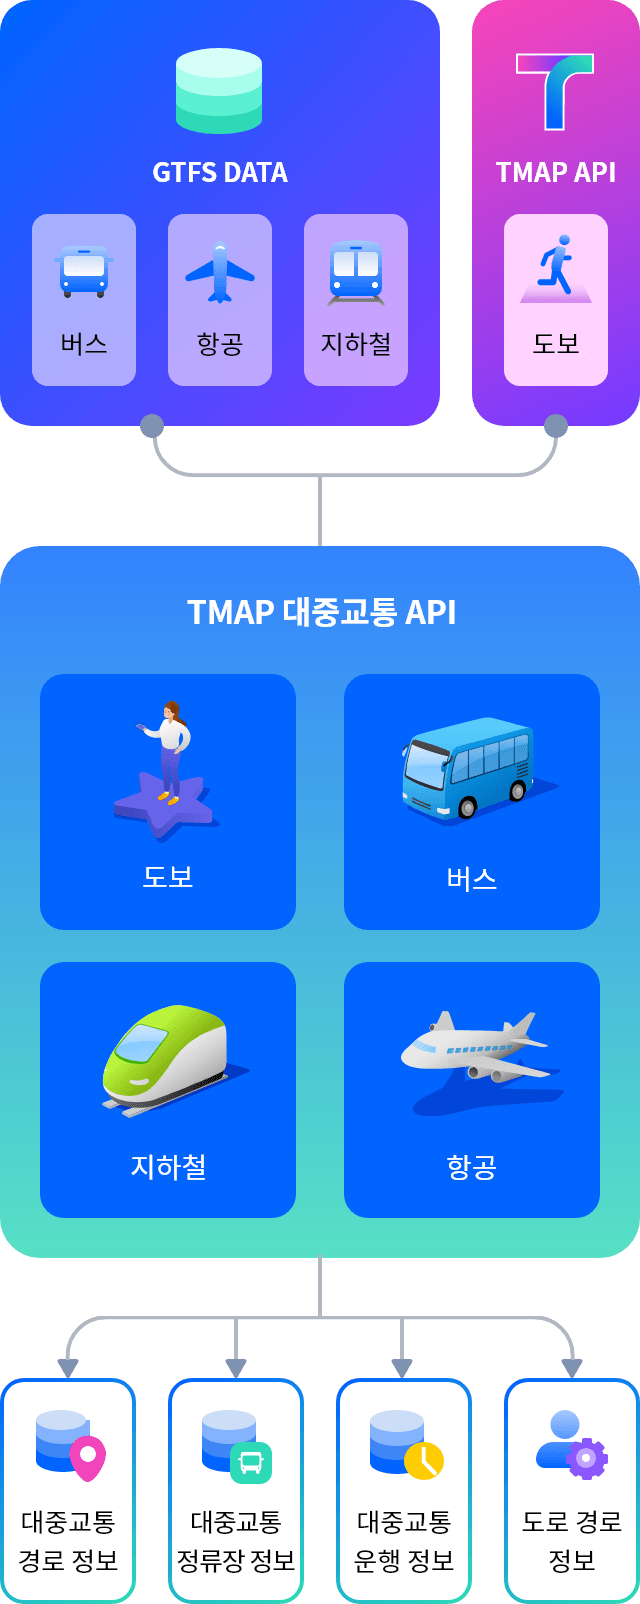 GTFS DATA
버스
항공
지하철
TMAP API
도보
TMAP 대중교통 API
도보
버스
지하철
항공
대중교통
경로 정보
대중교통
정류장 정보
대중교통
운행 정보
도로 경로
정보